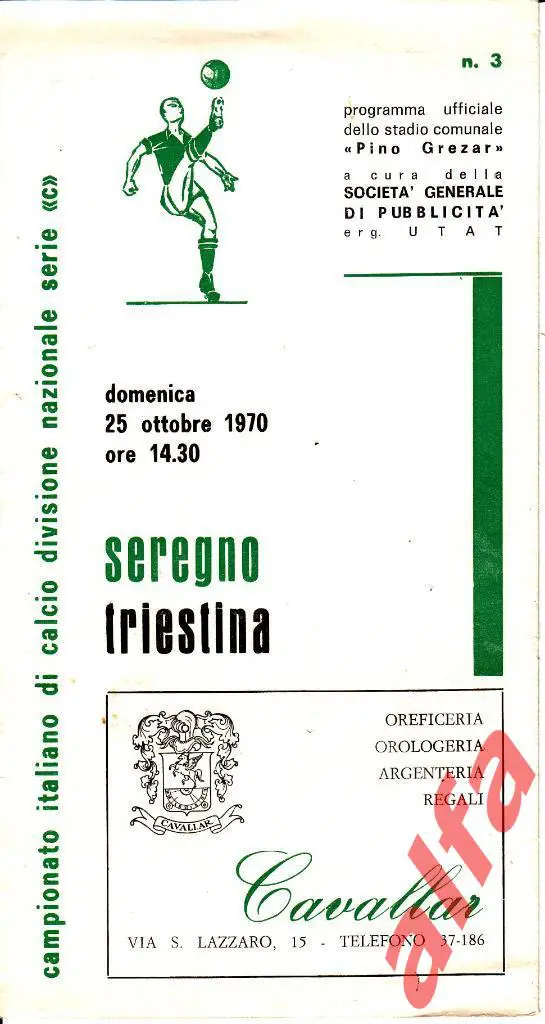 n. 3
programma ufficiale
dello stadio comunale
«Pino Grezar»
a cura della
SOCIETA' GENERALE
DI PUBBLICITA'
erg. UTAT
campionato italiano di calcio divisione nazionale serie «c»
domenica
25 ottobre 1970
ore 14.30
seregno
triestina
OREFICERIA
OROLOGERIA
ARGENTERIA
REGALI
CAVALLAR
Cavallar
VIA S. LAZZARO, 15 - TELEFONO 37-186
alfa